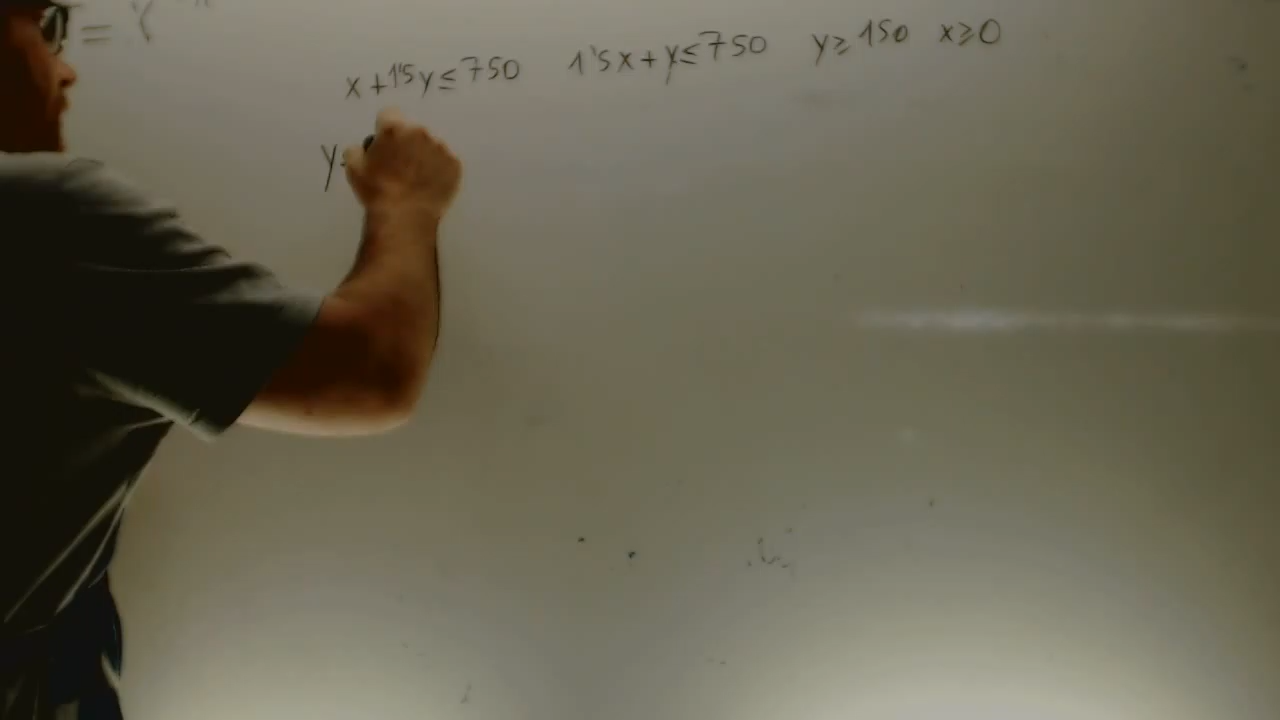 x + 1'5y ≤ 750 1'5x + y ≤ 750 y ≥ 150 x ≥ 0
y